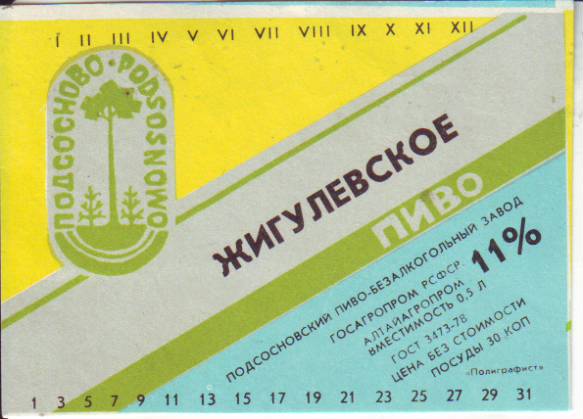 I II III IV V VI VII VIII IX X XI XII
ПОДСОСНОВО • PODSOSNOWO
ЖИГУЛЕВСКОЕ
ПИВО
ПОДСОСНОВСКИЙ ПИВО-БЕЗАЛКОГОЛЬНЫЙ ЗАВОД
ГОСАГРОПРОМ РСФСР
11%
АЛТАЙАГРОПРОМ
ВМЕСТИМОСТЬ 0,5 Л
ГОСТ 3473-78
ЦЕНА БЕЗ СТОИМОСТИ
ПОСУДЫ 30 КОП
«Полиграфист»
1 3 5 7 9 11 13 15 17 19 21 23 25 27 29 31